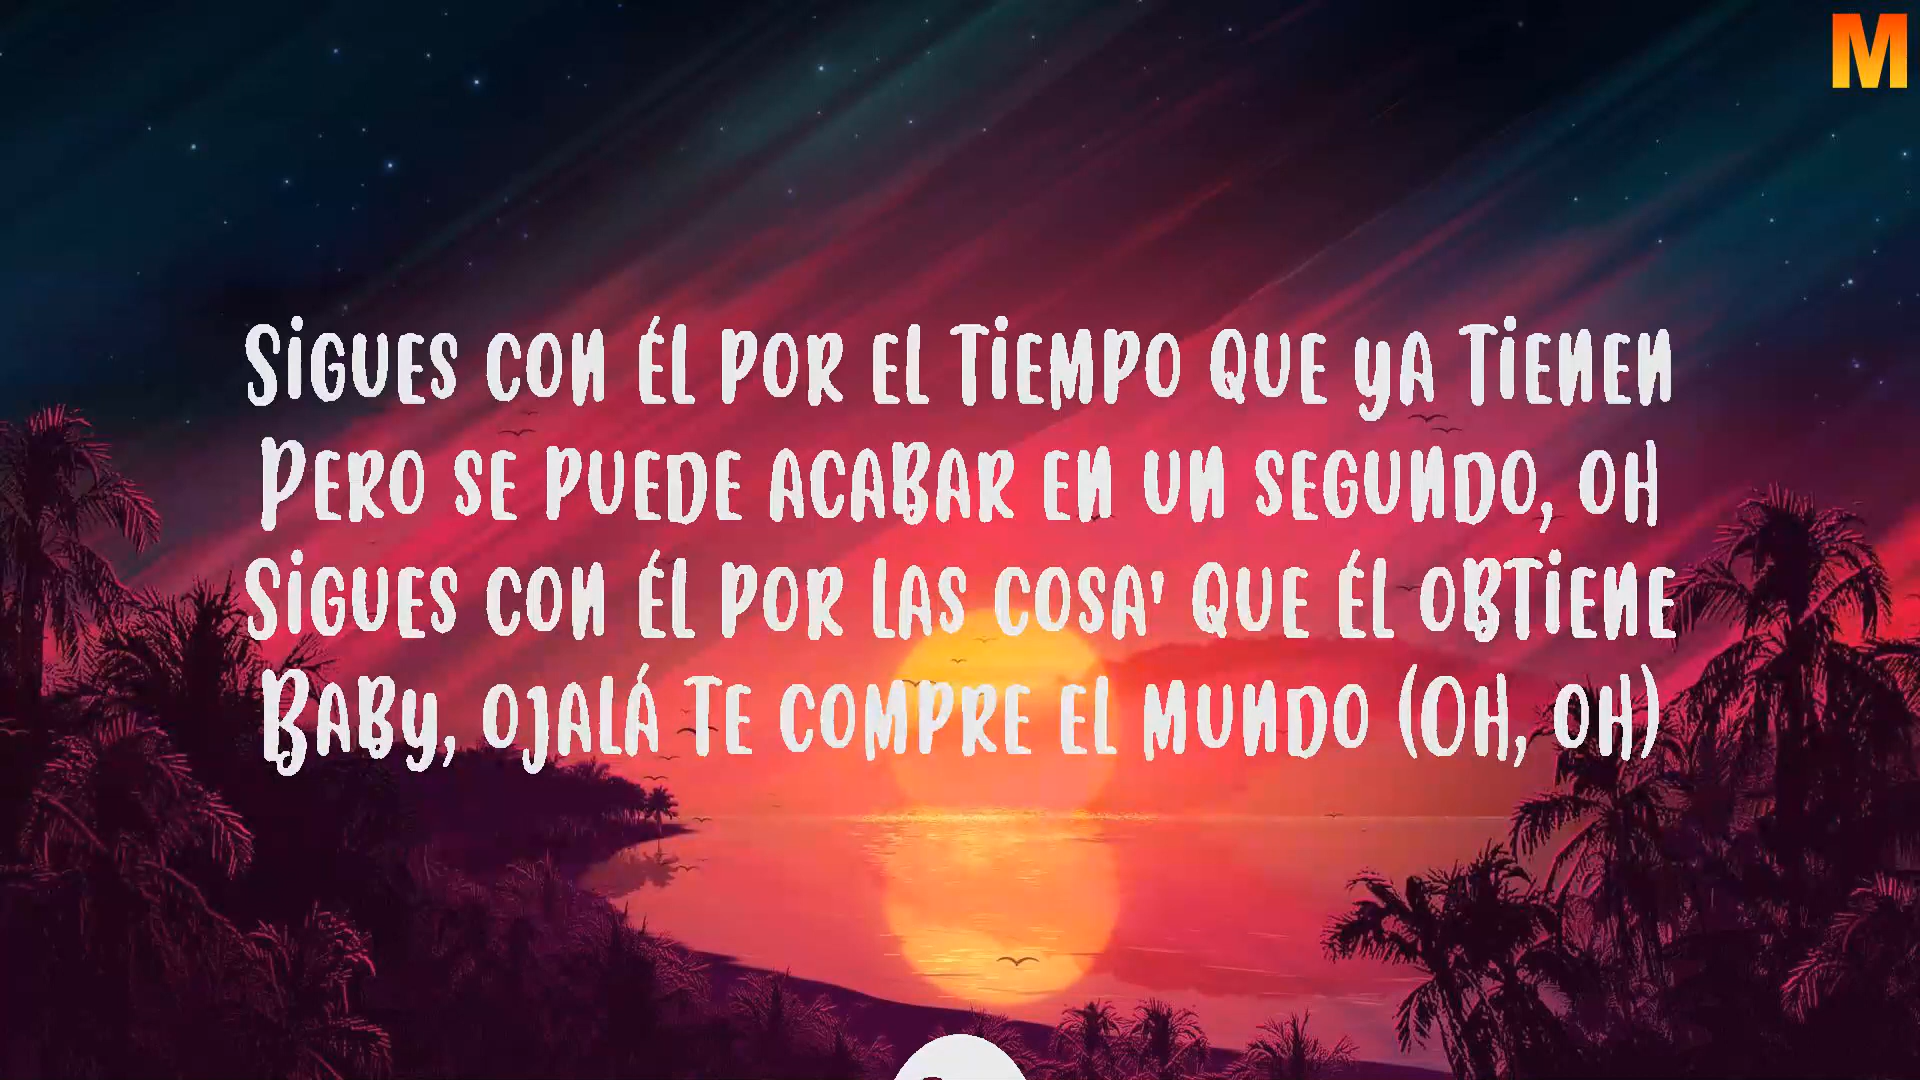 M
Sigues con él por el tiempo que ya tienen
Pero se puede acabar en un segundo, oh
Sigues con él por las cosa' que él obtiene
Baby, ojalá te compre el mundo (Oh, oh)